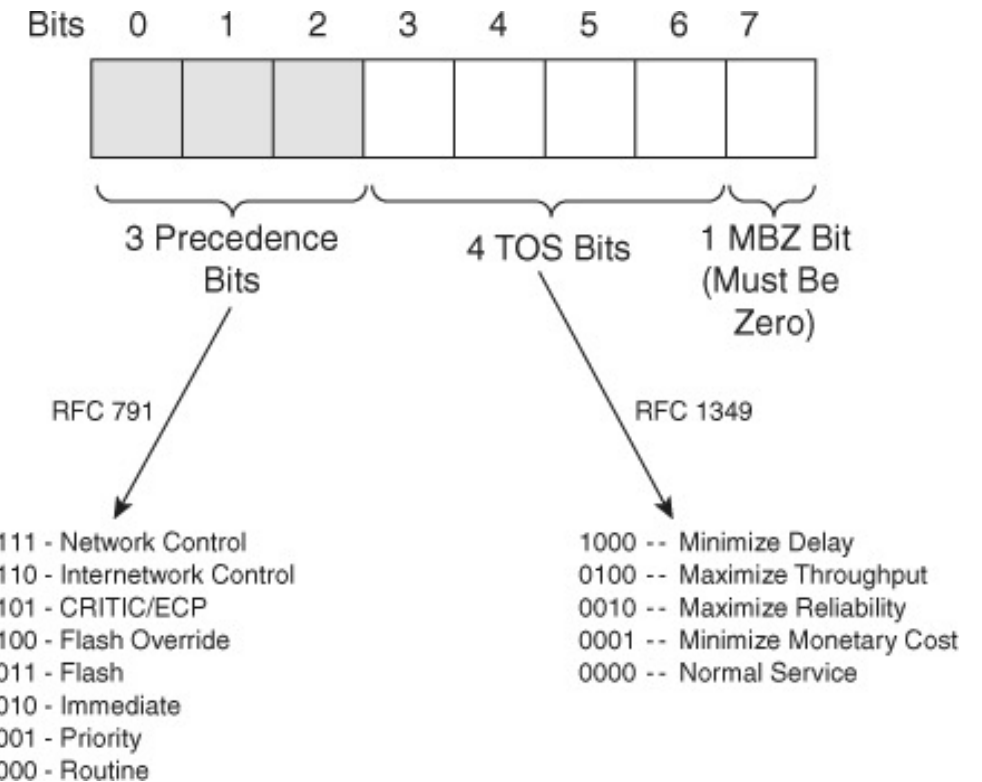 Bits 0 1 2 3 4 5 6 7
3 Precedence
Bits
4 TOS Bits
1 MBZ Bit
(Must Be
Zero)
RFC 791
RFC 1349
111 - Network Control
110 - Internetwork Control
101 - CRITIC/ECP
100 - Flash Override
011 - Flash
010 - Immediate
001 - Priority
000 - Routine
1000 -- Minimize Delay
0100 -- Maximize Throughput
0010 -- Maximize Reliability
0001 -- Minimize Monetary Cost
0000 -- Normal Service